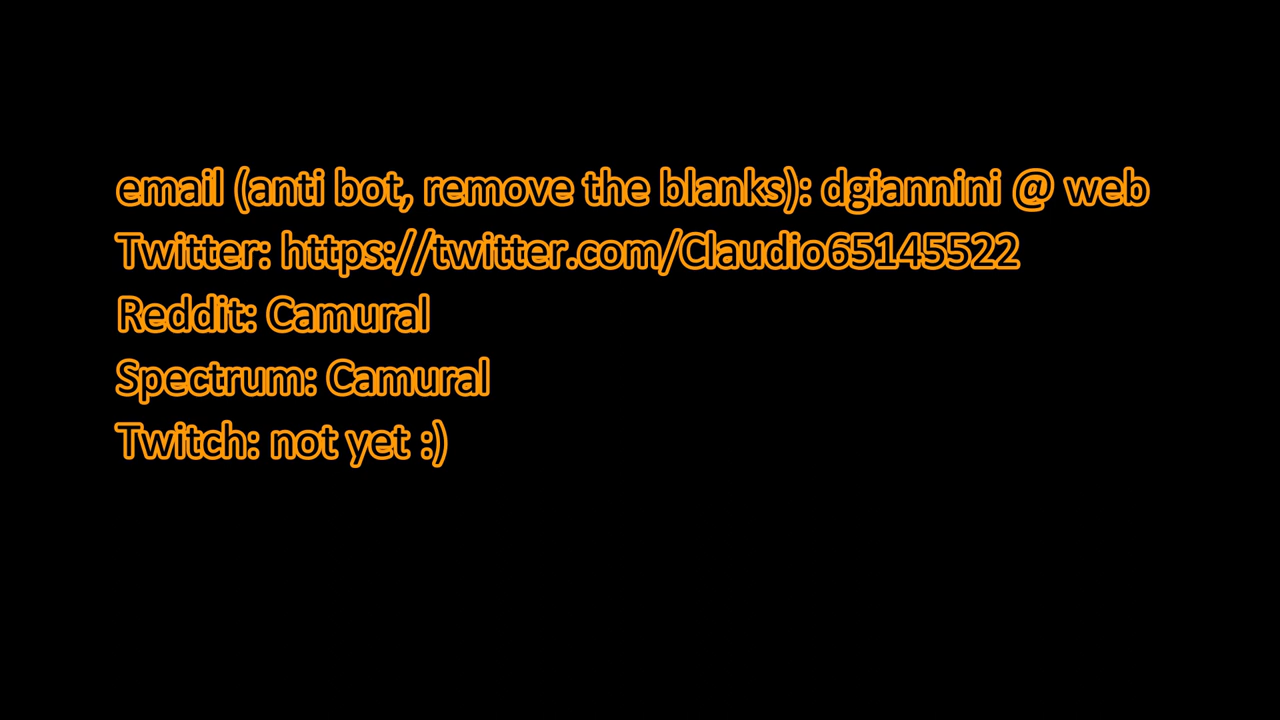 email (anti bot, remove the blanks): dgiannini @ web
Twitter: https://twitter.com/Claudio65145522
Reddit: Camural
Spectrum: Camural
Twitch: not yet :)